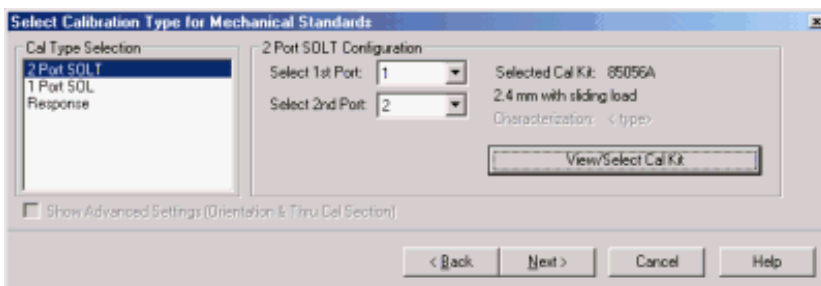 Select Calibration Type for Mechanical Standards
Cal Type Selection
2 Port SOLT
1 Port SOL
Response
2 Port SOLT Configuration
Select 1st Port: 1
Select 2nd Port: 2
Selected Cal Kit: 85056A
2.4 mm with sliding load
Characterization: < type>
View/Select Cal Kit
Show Advanced Settings (Orientation & Thru Cal Section)
< Back
Next >
Cancel
Help